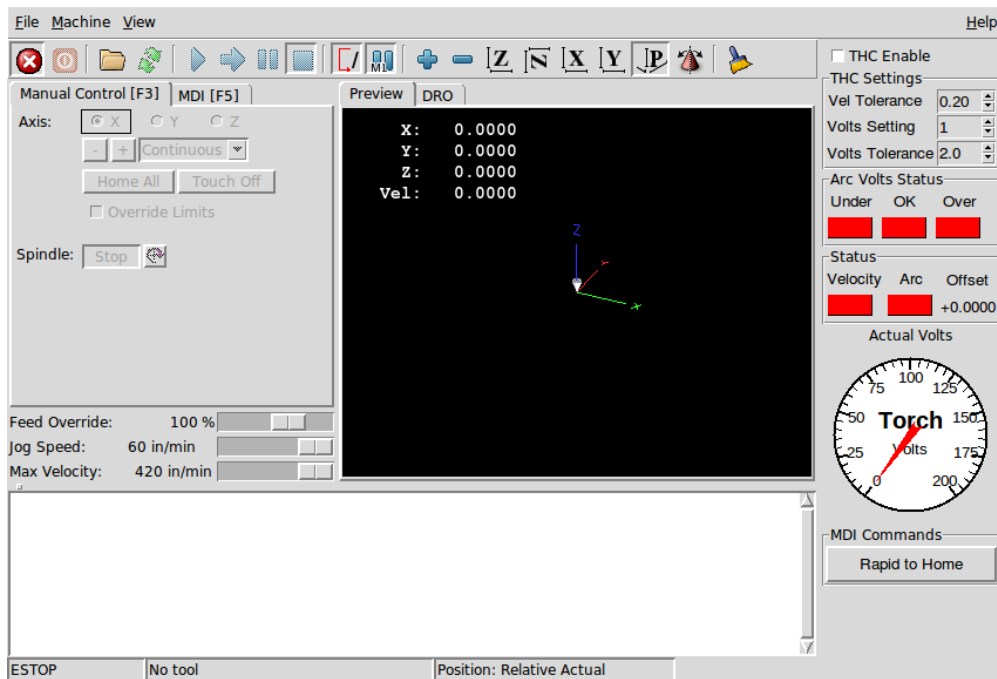 File Machine View Help
M1 Z N X Y P
THC Enable
Manual Control [F3] MDI [F5] Preview DRO
THC Settings
Axis: X Y Z
Vel Tolerance 0.20
- + Continuous
Volts Setting 1
Home All Touch Off
Volts Tolerance 2.0
Override Limits
Spindle: Stop
X: 0.0000
Y: 0.0000
Z: 0.0000
Vel: 0.0000
Z
Y
X
Arc Volts Status
Under OK Over
Status
Velocity Arc Offset
+0.0000
Actual Volts
0 25 50 75 100 125 150 175 200
Torch
Volts
Feed Override: 100 %
Jog Speed: 60 in/min
Max Velocity: 420 in/min
MDI Commands
Rapid to Home
ESTOP No tool Position: Relative Actual